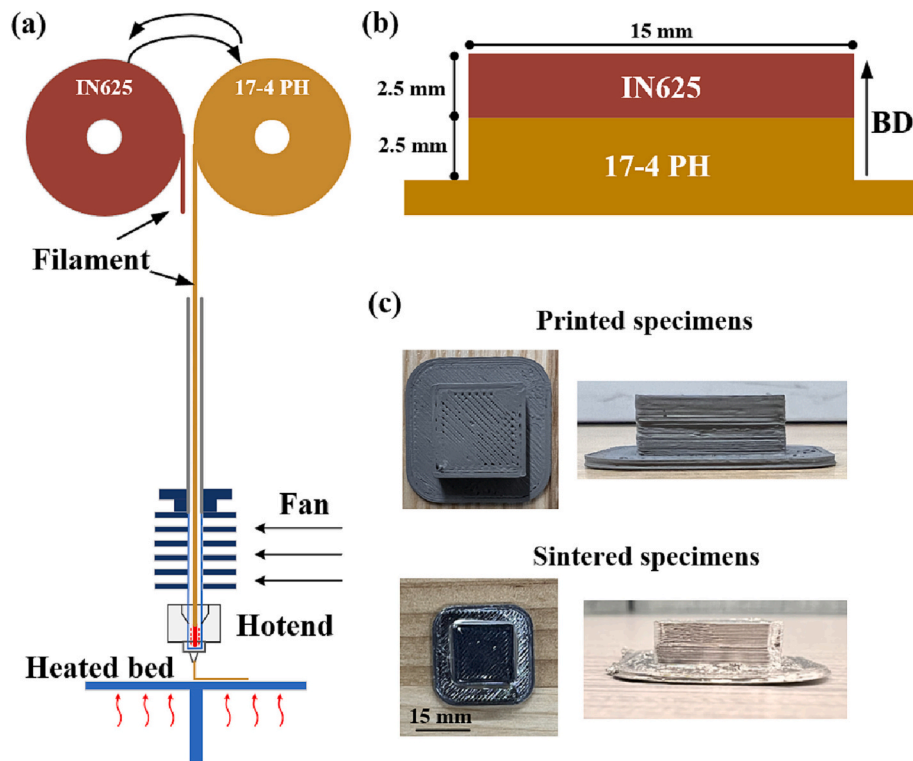 (a)
IN625
17-4 PH
Filament
Fan
Hotend
Heated bed
(b)
15 mm
2.5 mm
IN625
BD
2.5 mm
17-4 PH
(c)
Printed specimens
Sintered specimens
15 mm